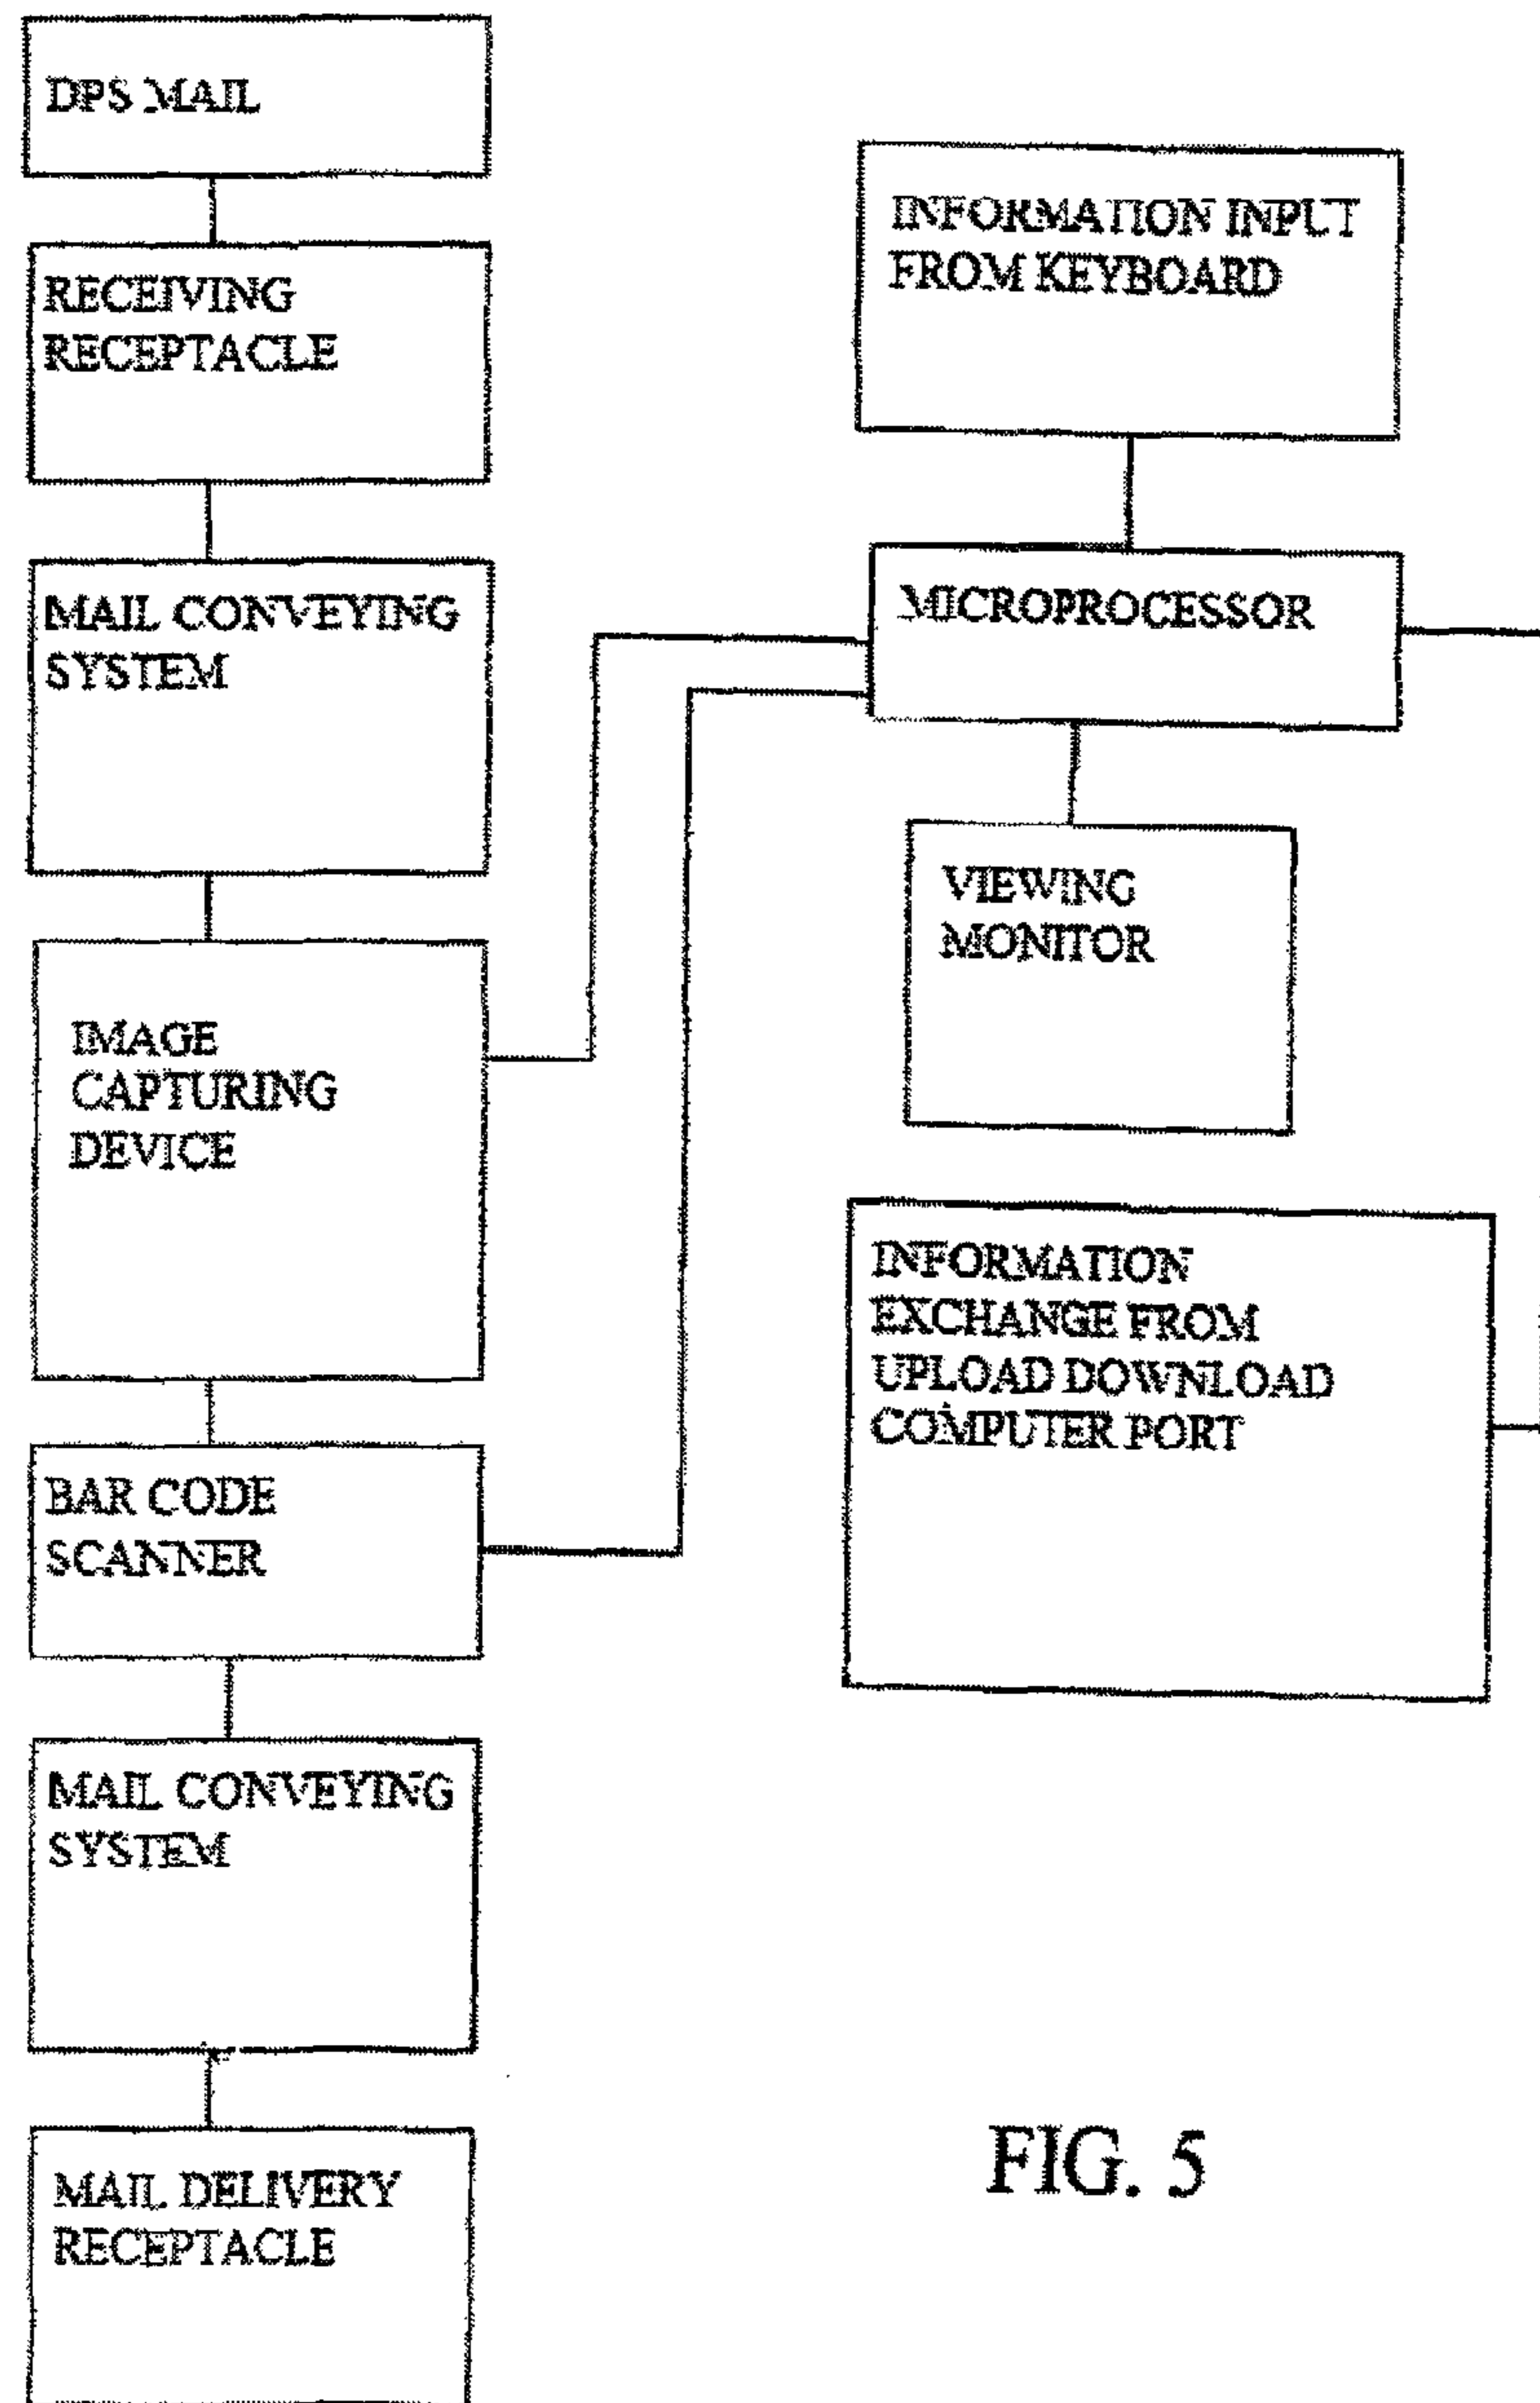 DPS MAIL
RECEIVING
RECEPTACLE
MAIL CONVEYING
SYSTEM
IMAGE
CAPTURING
DEVICE
BAR CODE
SCANNER
MAIL CONVEYING
SYSTEM
MAIL DELIVERY
RECEPTACLE
INFORMATION INPUT
FROM KEYBOARD
MICROPROCESSOR
VIEWING
MONITOR
INFORMATION
EXCHANGE FROM
UPLOAD DOWNLOAD
COMPUTER PORT
FIG. 5